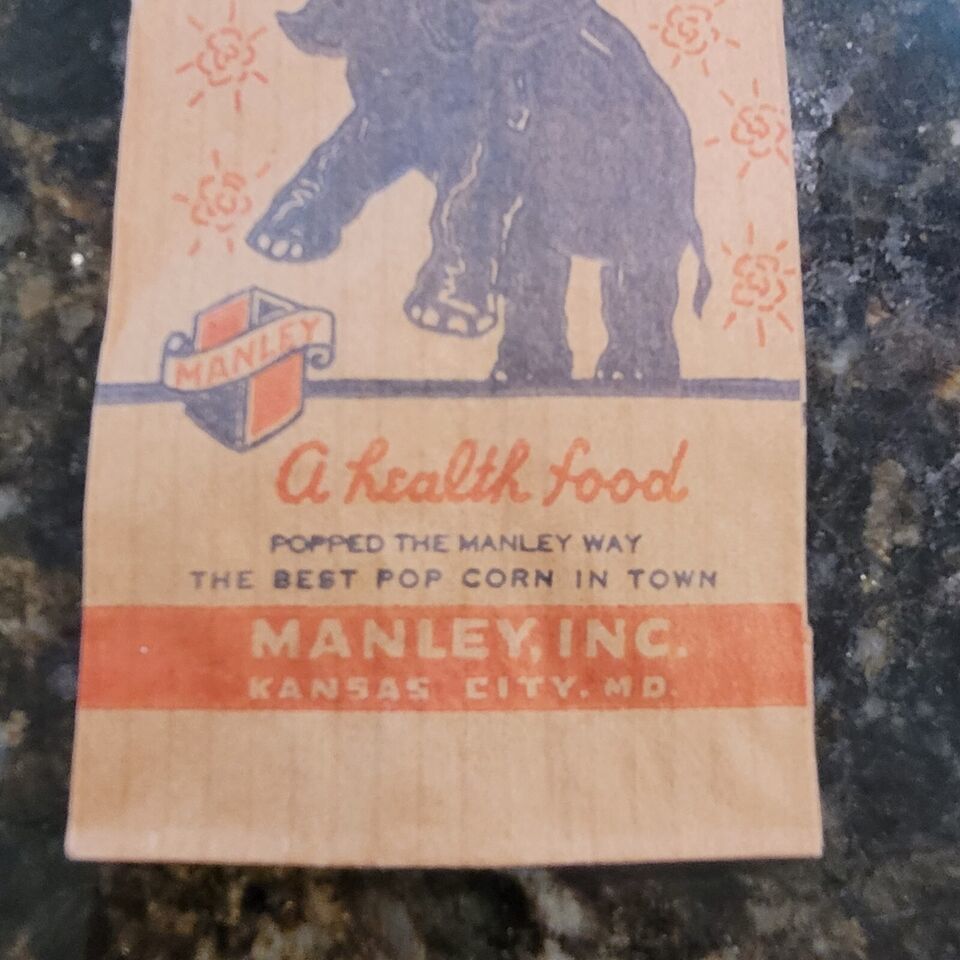 MANLEY
A health food
POPPED THE MANLEY WAY
THE BEST POP CORN IN TOWN
MANLEY, INC.
KANSAS CITY. MO.